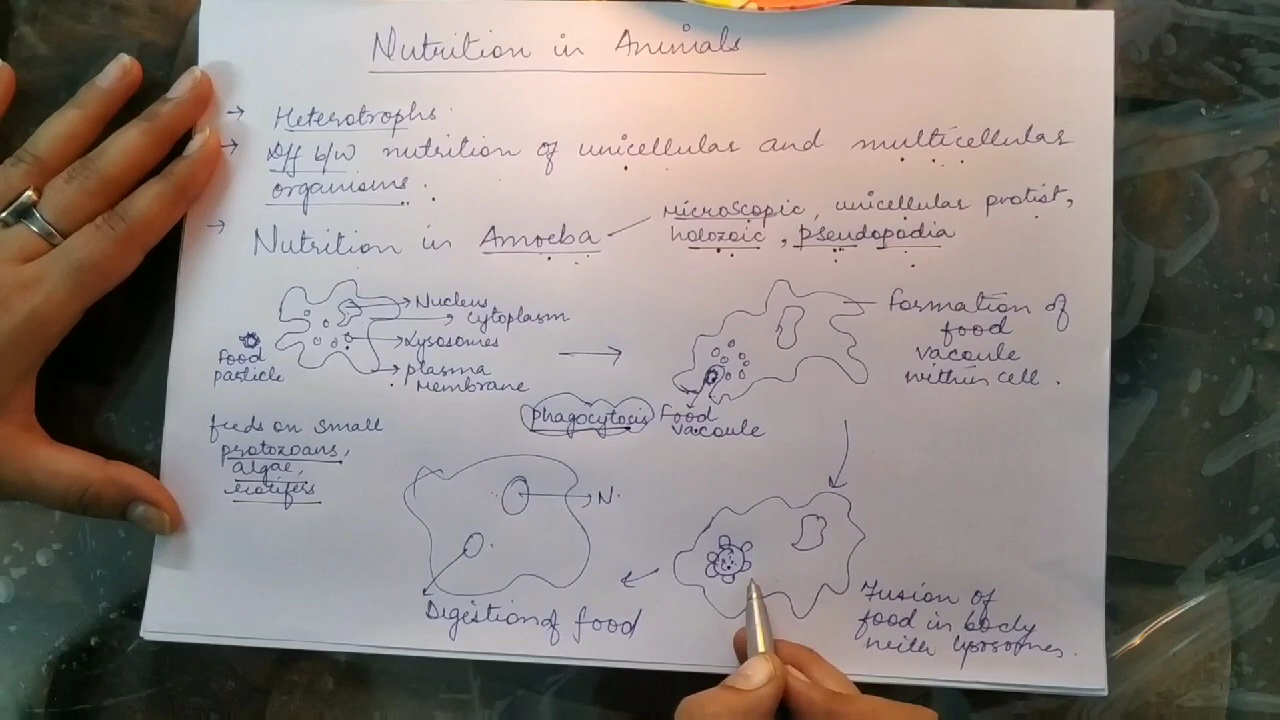 Nutrition in Animals
→ Heterotrophs.
→ Diff b/w nutrition of unicellular and multicellular
organisms.
→ Nutrition in Amoeba
microscopic, unicellular protist,
holozoic, pseudopodia
Nucleus
cytoplasm
Lysosomes
plasma
Membrane
Food
particle
Formation of
food
vacoule
within cell.
phagocytosis
Food
vacoule
feeds on small
protozoans,
algae,
rotifers
N.
Digestion of food
Fusion of
food in body
with lysosomes.